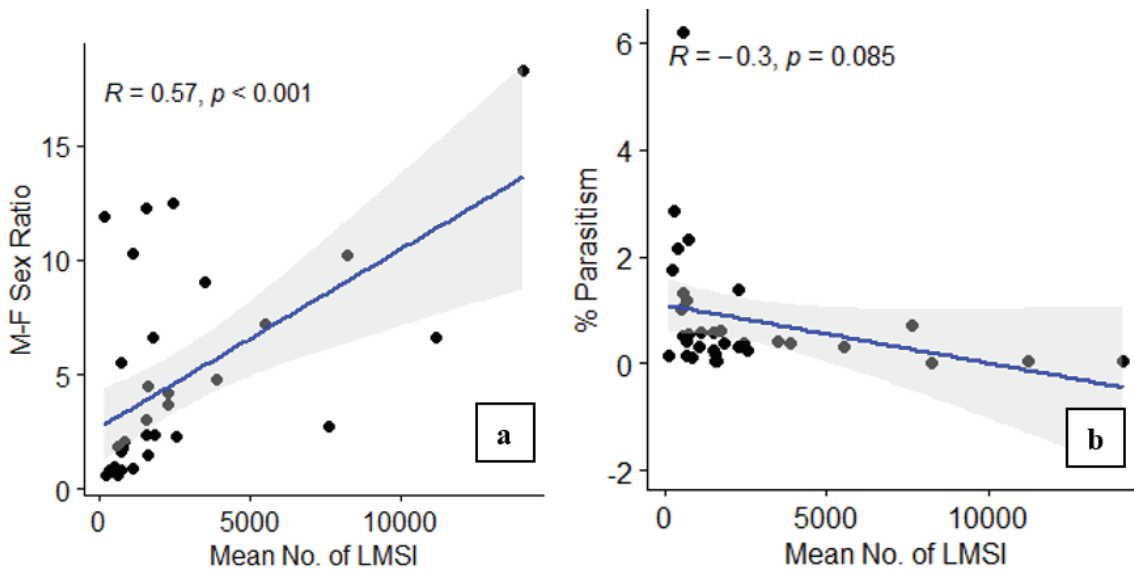 R = 0.57, p < 0.001
M-F Sex Ratio
15
10
5
0
0 5000 10000
Mean No. of LMSI
a
R = −0.3, p = 0.085
% Parasitism
6
4
2
0
-2
0 5000 10000
Mean No. of LMSI
b